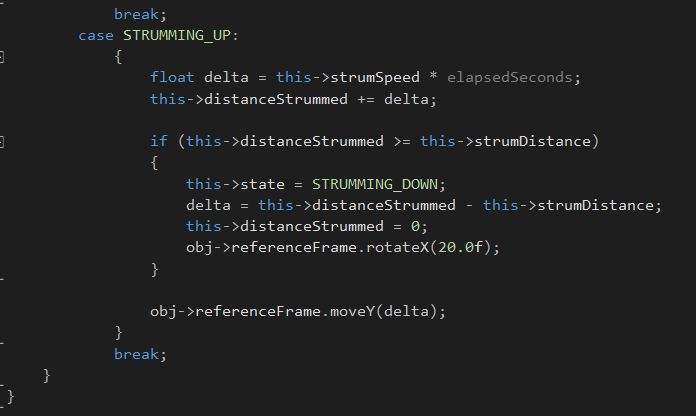 break;
case STRUMMING_UP:
{
float delta = this->strumSpeed * elapsedSeconds;
this->distanceStrummed += delta;
if (this->distanceStrummed >= this->strumDistance)
{
this->state = STRUMMING_DOWN;
delta = this->distanceStrummed - this->strumDistance;
this->distanceStrummed = 0;
obj->referenceFrame.rotateX(20.0f);
}
obj->referenceFrame.moveY(delta);
}
break;
}
}